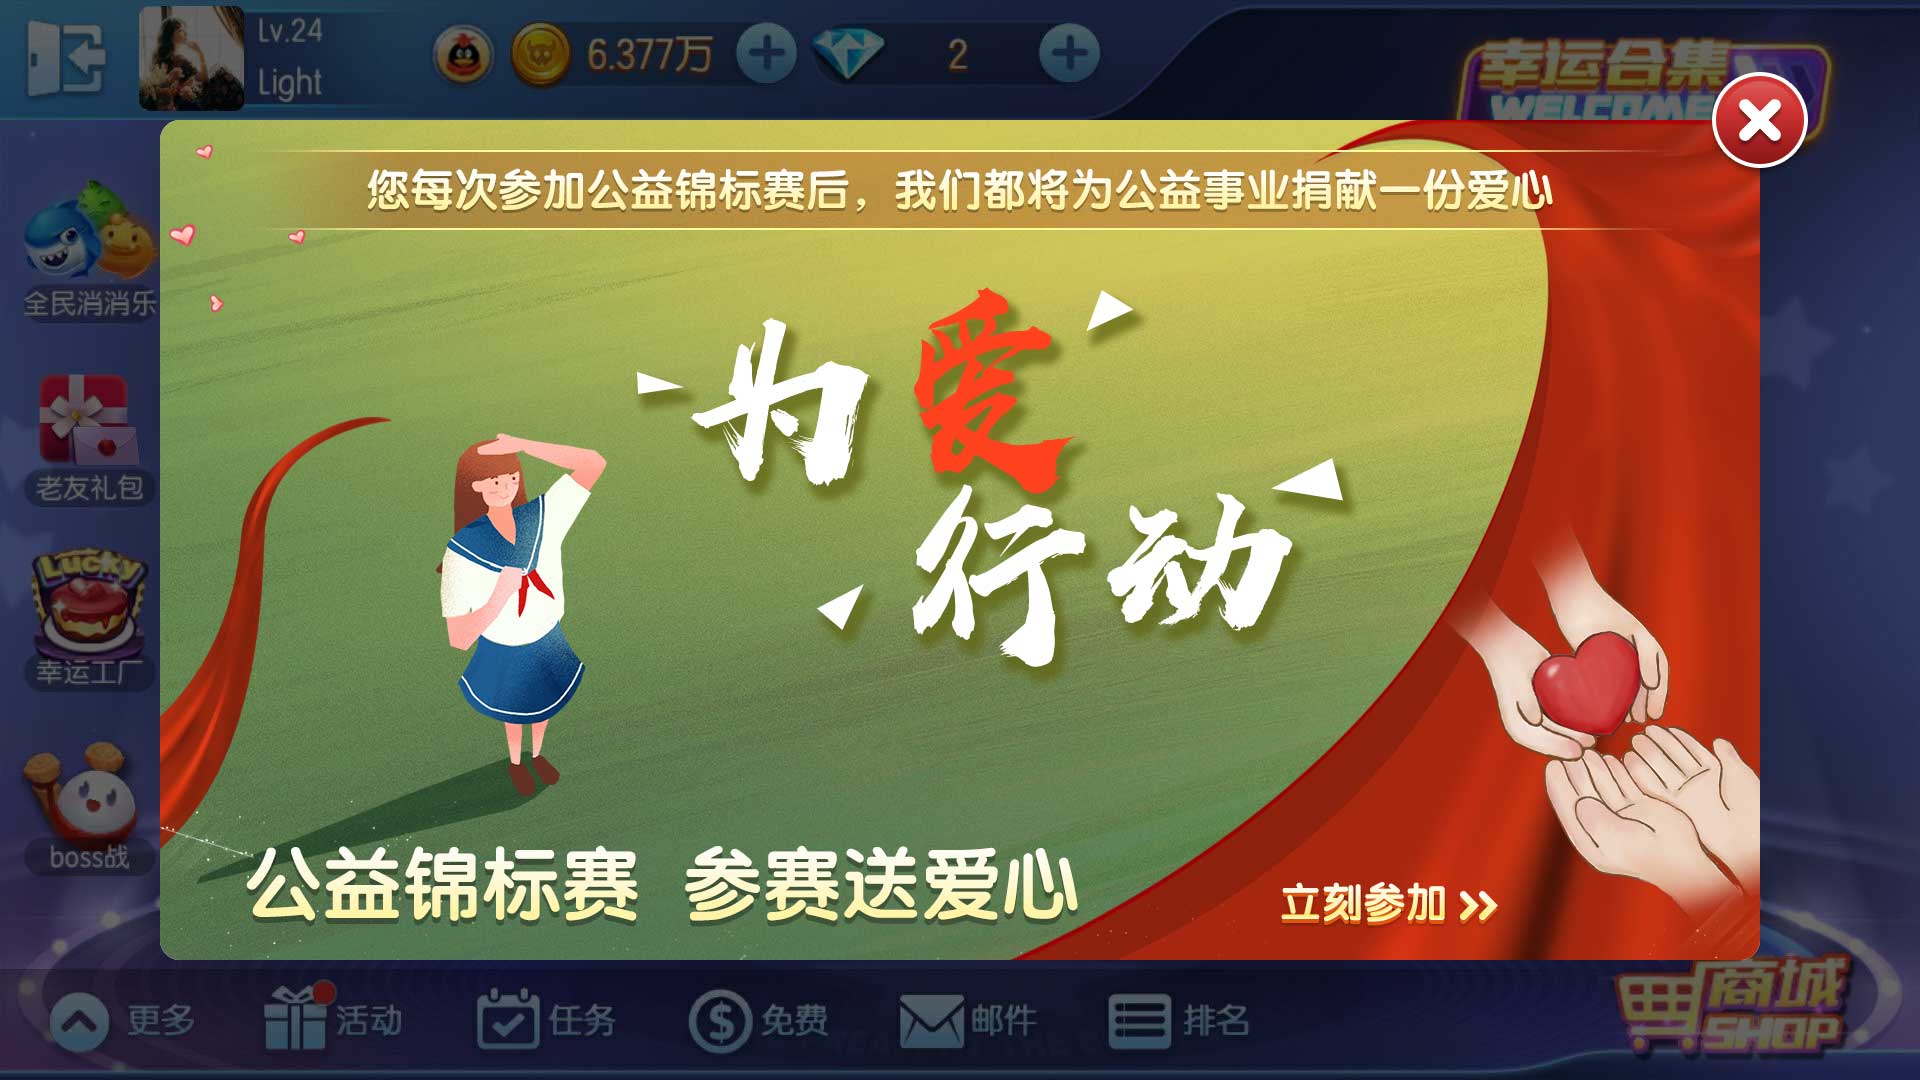 Lv.24
Light
6.377万
2
幸运合集
WELCOME
您每次参加公益锦标赛后，我们都将为公益事业捐献一份爱心
全民消消乐
老友礼包
Lucky
幸运工厂
boss战
为爱
行动
公益锦标赛 参赛送爱心
立刻参加
更多
活动
任务
免费
邮件
排名
商城
SHOP